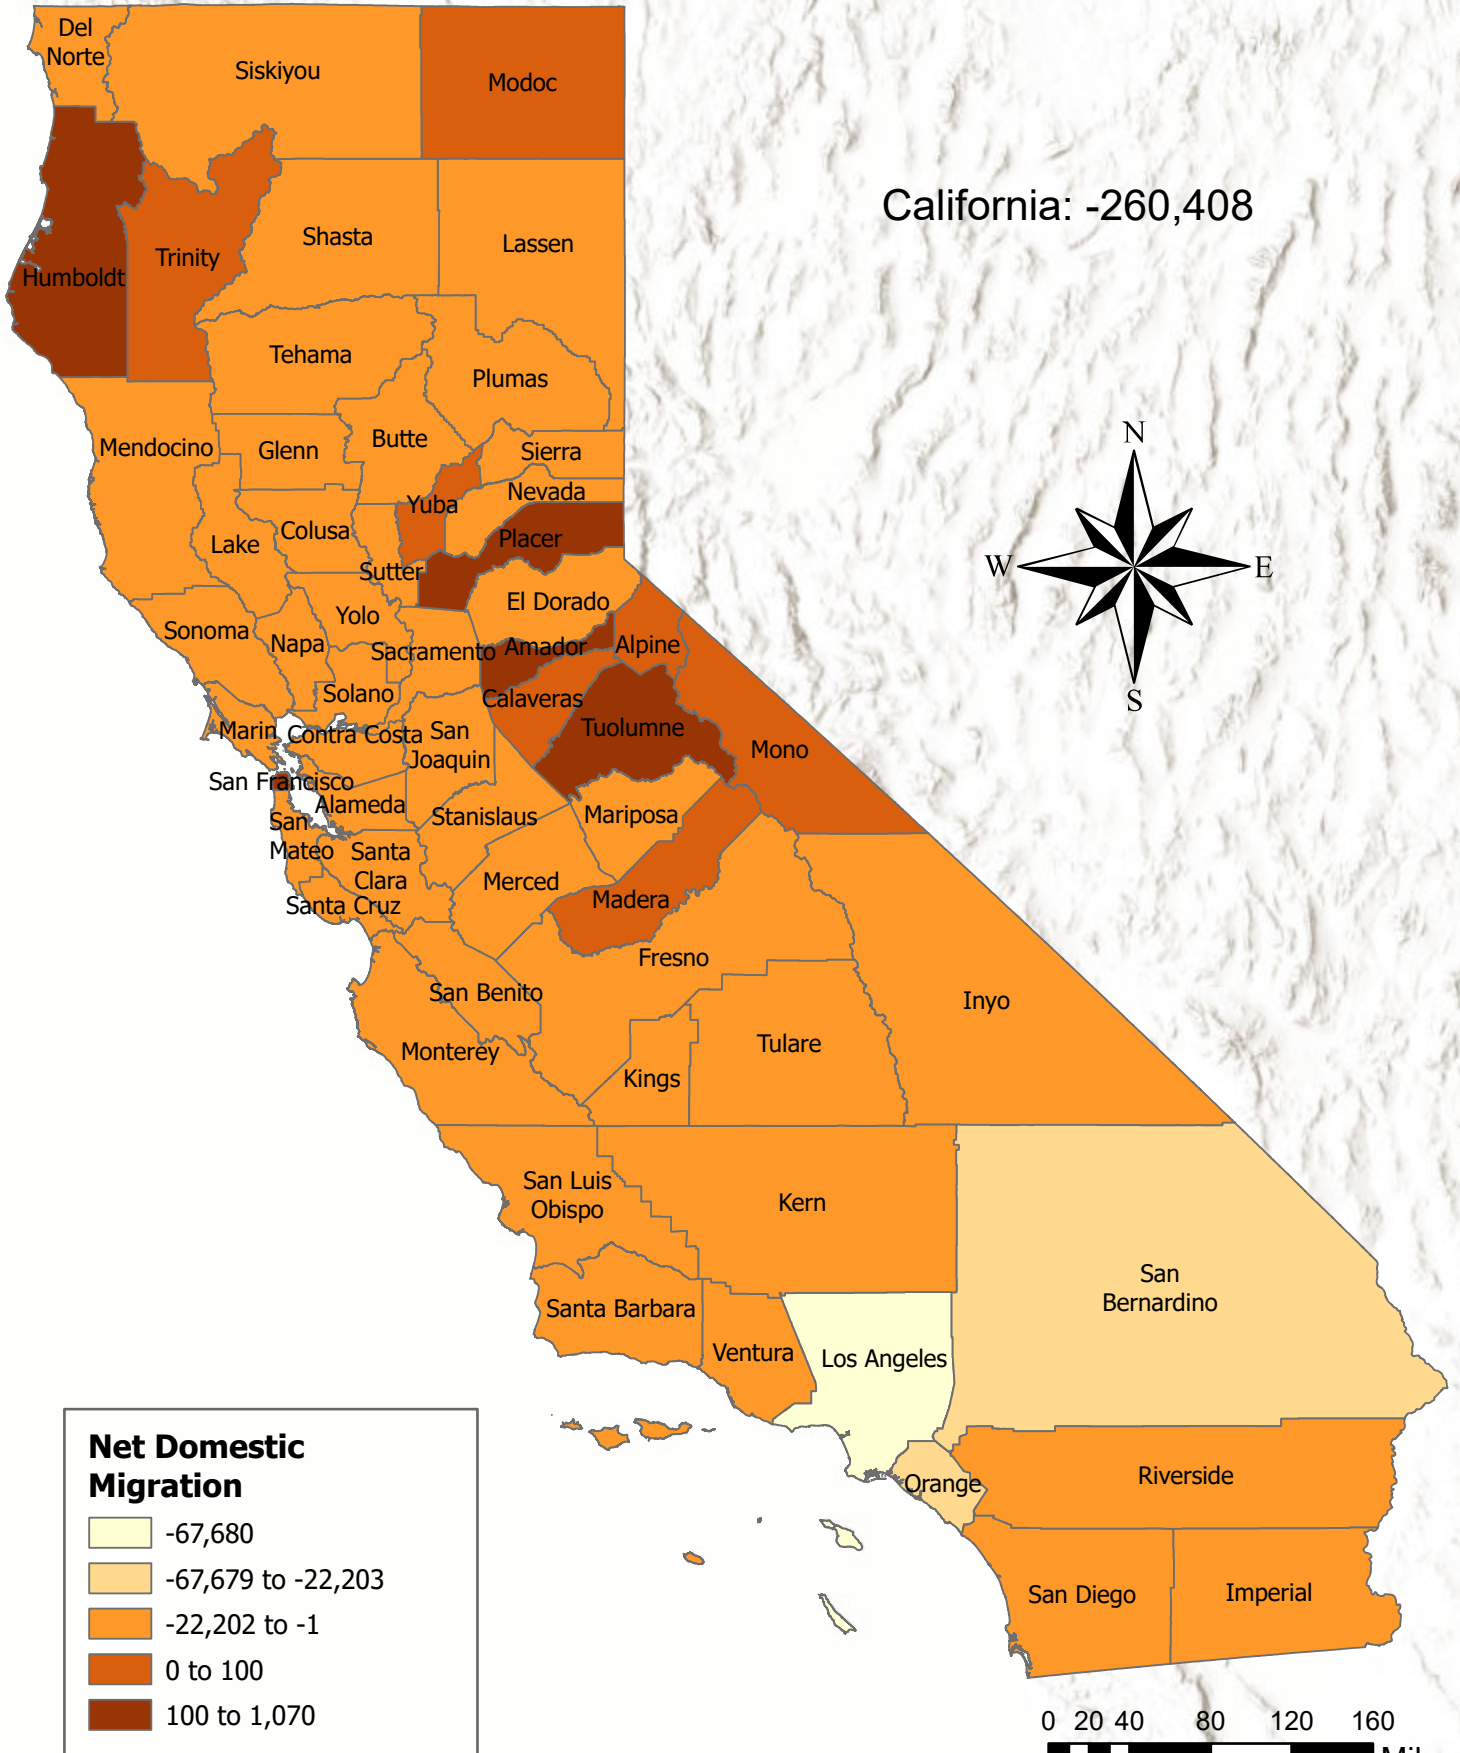 Del
Norte
Siskiyou
Modoc
California: -260,408
Shasta
Lassen
Trinity
Humboldt
Tehama
Plumas
Mendocino
Glenn
Butte
Sierra
Nevada
Yuba
Colusa
Lake
Placer
Sutter
El Dorado
Yolo
Sonoma
Napa
Sacramento
Amador
Alpine
Solano
Calaveras
Marin
Contra Costa
San
Joaquin
Tuolumne
Mono
San Francisco
Alameda
Stanislaus
Mariposa
San
Mateo
Santa
Clara
Merced
Santa Cruz
Madera
Fresno
San Benito
Inyo
Monterey
Tulare
Kings
San Luis
Obispo
Kern
San
Bernardino
Santa Barbara
Ventura
Los Angeles
Orange
Riverside
San Diego
Imperial
N
W
E
S
Net Domestic
Migration
-67,680
-67,679 to -22,203
-22,202 to -1
0 to 100
100 to 1,070
0 20 40 80 120 160